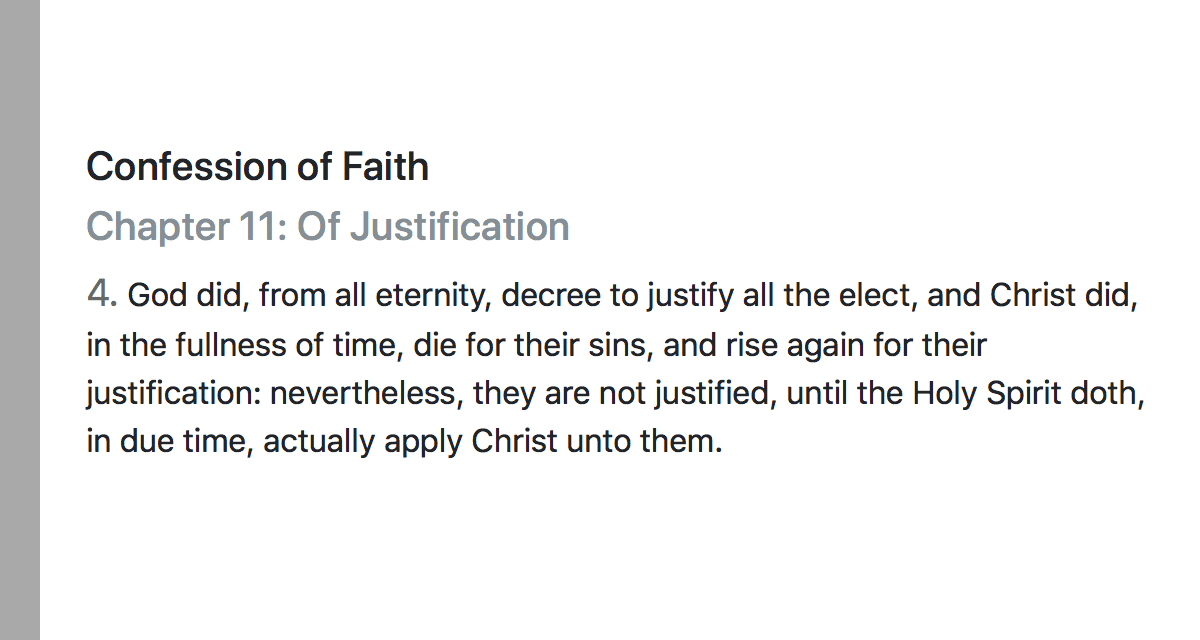 Confession of Faith
Chapter 11: Of Justification
4. God did, from all eternity, decree to justify all the elect, and Christ did,
in the fullness of time, die for their sins, and rise again for their
justification: nevertheless, they are not justified, until the Holy Spirit doth,
in due time, actually apply Christ unto them.